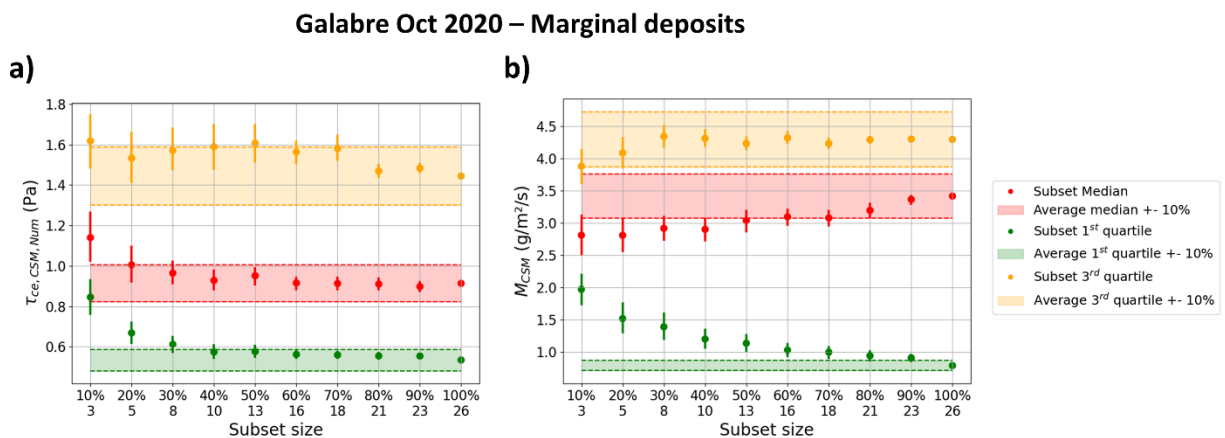 Galabre Oct 2020 – Marginal deposits
a)
τce,CSM,Num (Pa)
1.8
1.6
1.4
1.2
1.0
0.8
0.6
10% 20% 30% 40% 50% 60% 70% 80% 90% 100%
3 5 8 10 13 16 18 21 23 26
Subset size
b)
MCSM (g/m²/s)
4.5
4.0
3.5
3.0
2.5
2.0
1.5
1.0
10% 20% 30% 40% 50% 60% 70% 80% 90% 100%
3 5 8 10 13 16 18 21 23 26
Subset size
Subset Median
Average median +- 10%
Subset 1st quartile
Average 1st quartile +- 10%
Subset 3rd quartile
Average 3rd quartile +- 10%